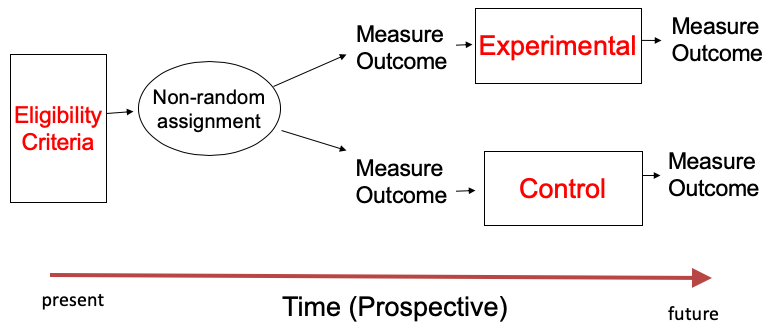 Eligibility
Criteria
Non-random
assignment
Measure
Outcome
Experimental
Measure
Outcome
Measure
Outcome
Control
Measure
Outcome
present
Time (Prospective)
future